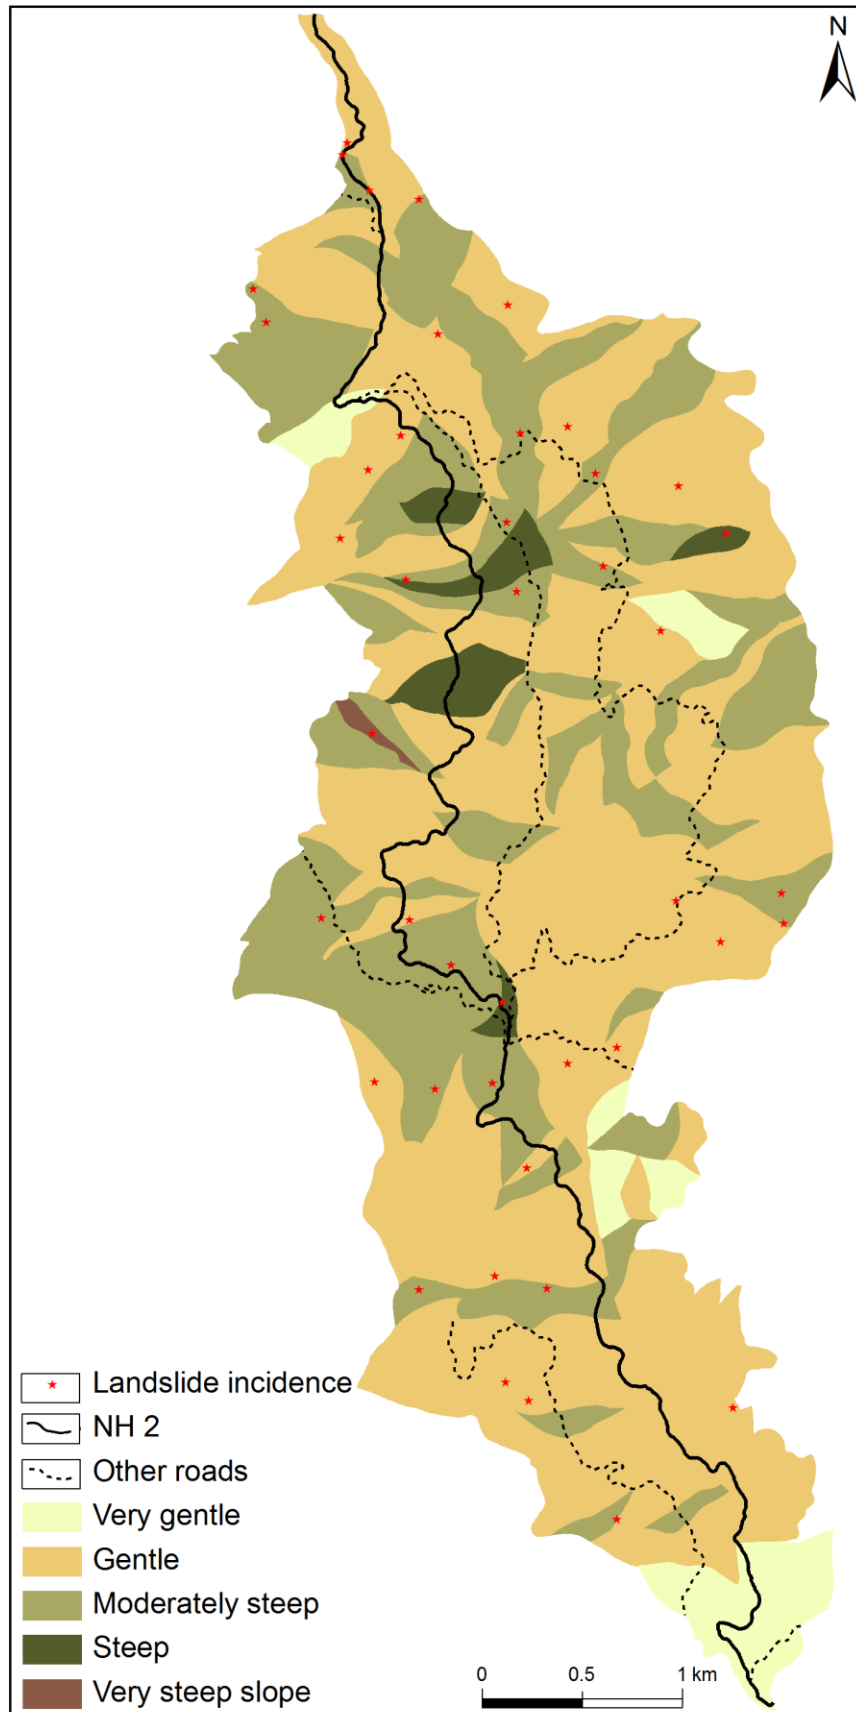 N
Landslide incidence
NH 2
Other roads
Very gentle
Gentle
Moderately steep
Steep
Very steep slope
0 0.5 1 km